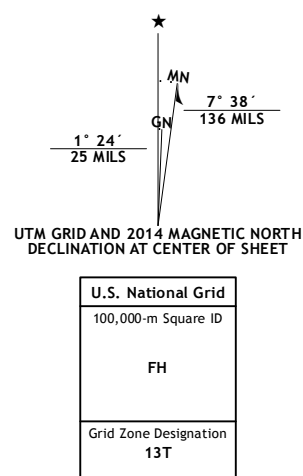 ★
MN
7° 38´
136 MILS
GN
1° 24´
25 MILS
UTM GRID AND 2014 MAGNETIC NORTH
DECLINATION AT CENTER OF SHEET
U.S. National Grid
100,000-m Square ID
FH
Grid Zone Designation
13T